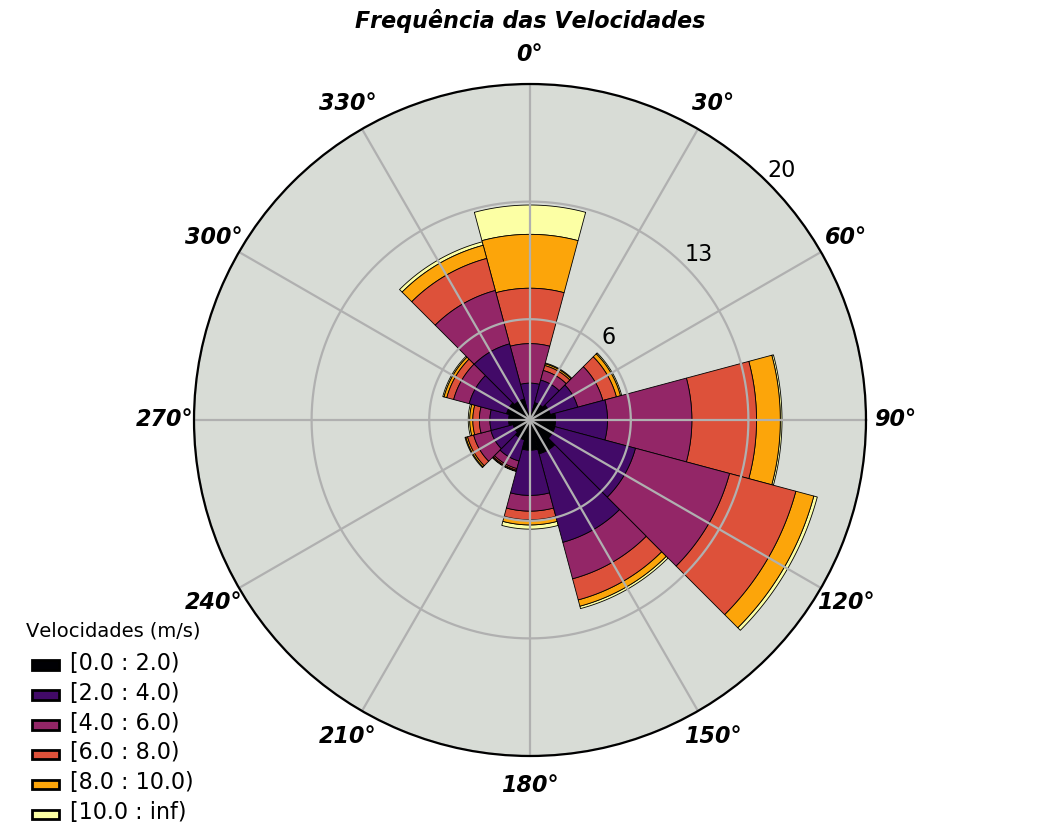 Frequência das Velocidades
0°
330°
30°
20
300°
60°
13
6
270°
90°
240°
120°
210°
150°
180°
Velocidades (m/s)
[0.0 : 2.0)
[2.0 : 4.0)
[4.0 : 6.0)
[6.0 : 8.0)
[8.0 : 10.0)
[10.0 : inf)